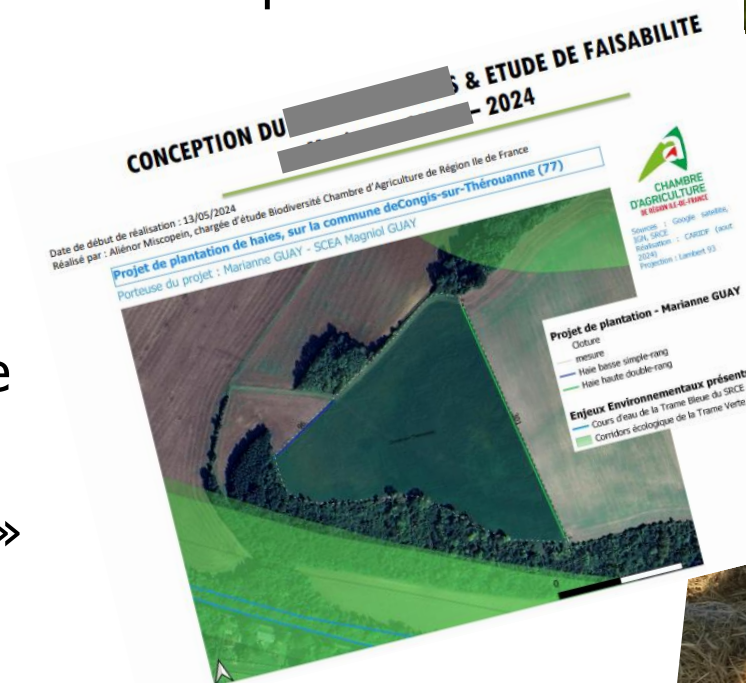 CONCEPTION DU & ETUDE DE FAISABILITE
– 2024
Date de début de réalisation : 13/05/2024
Réalisé par : Aliénor Miscopein, chargée d'étude Biodiversité Chambre d'Agriculture de Région Ile de France
Projet de plantation de haies, sur la commune deCongis-sur-Thérouanne (77)
Porteuse du projet : Marianne GUAY - SCEA Magniol GUAY
CHAMBRE
D'AGRICULTURE
DE RÉGION ILE-DE-FRANCE
Sources : Google satellite,
IGN, SRCE
Réalisation : CARIDF (aout
2024)
Projection : Lambert 93
Projet de plantation - Marianne GUAY
Cloture
mesure
Haie basse simple-rang
Haie haute double-rang
Enjeux Environnementaux présents
Cours d'eau de la Trame Bleue du SRCE
Corridors écologique de la Trame Verte
0
e
»